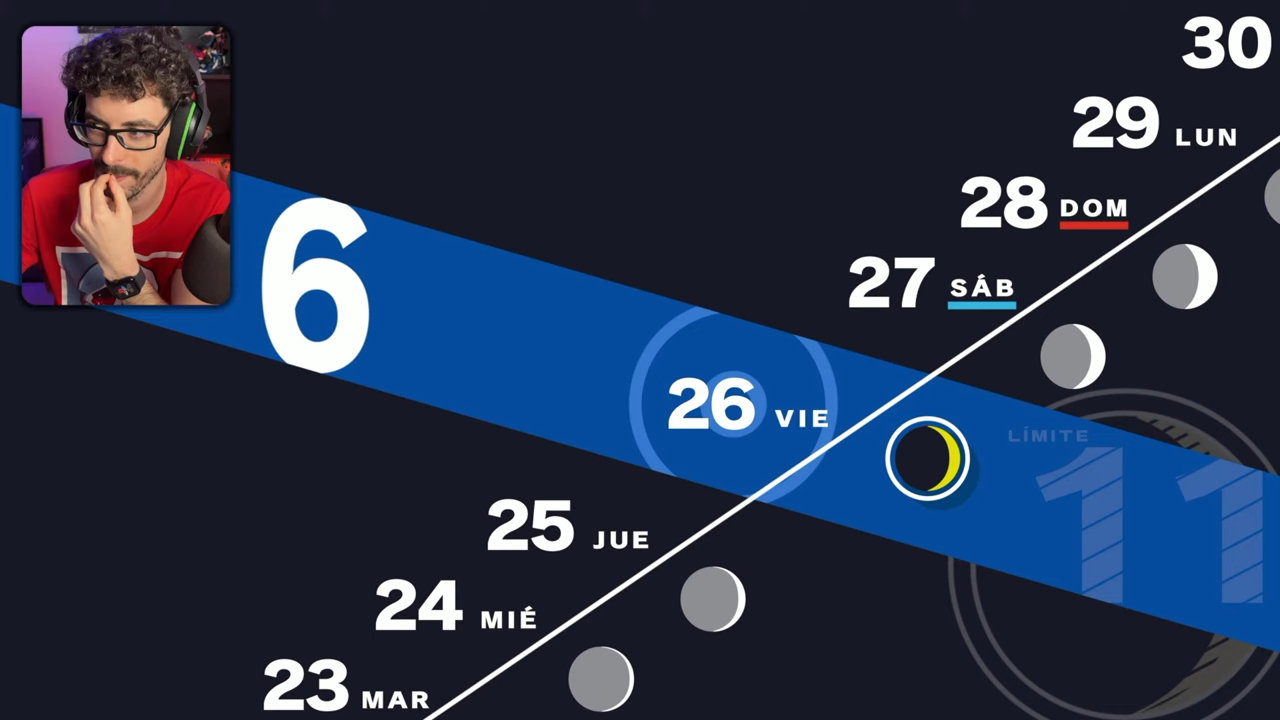 30
29 LUN
28 DOM
27 SÁB
6
26 VIE
LÍMITE
11
25 JUE
24 MIÉ
23 MAR